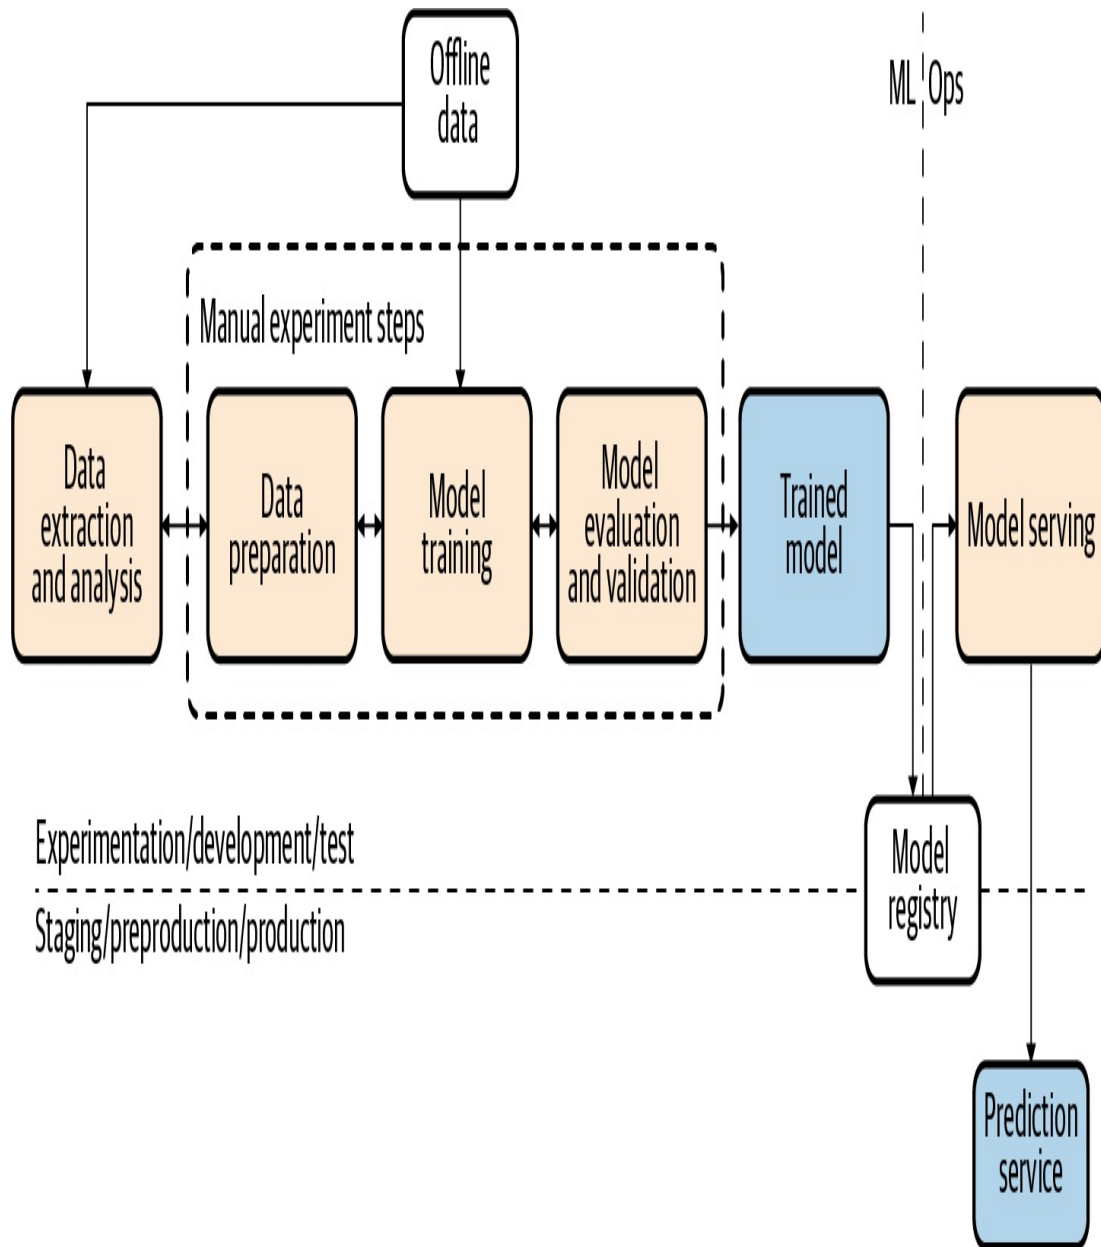 Offline
data
ML Ops
Manual experiment steps
Data
extraction
and analysis
Data
preparation
Model
training
Model
evaluation
and validation
Trained
model
Model serving
Experimentation/development/test
Model
registry
Staging/preproduction/production
Prediction
service